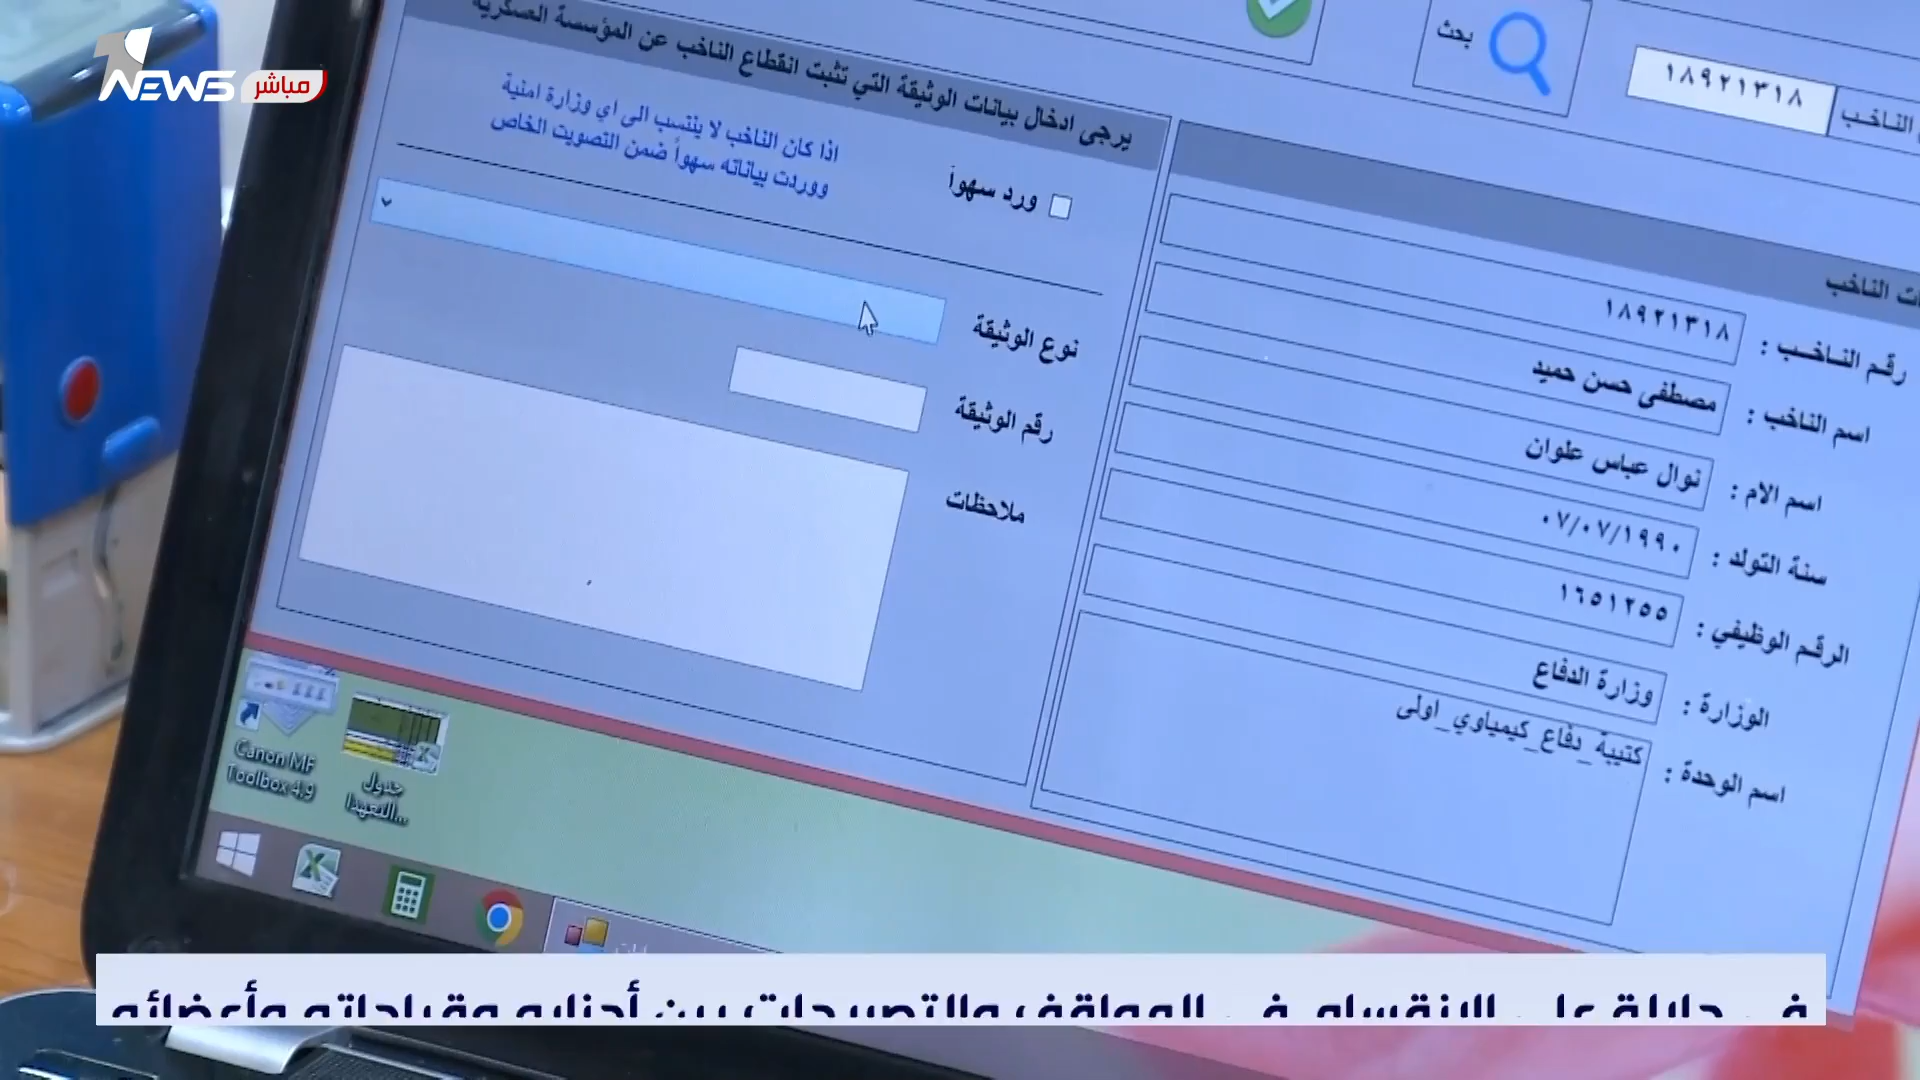 NEWS مباشر
بحث
١٨٩٢١٣١٨
الناخب
يرجى ادخال بيانات الوثيقة التي تثبت انقطاع الناخب عن المؤسسة العسكرية
ورد سهواً
اذا كان الناخب لا ينتسب الى اي وزارة امنية
ووردت بياناته سهواً ضمن التصويت الخاص
نوع الوثيقة
رقم الوثيقة
ملاحظات
الناخب
رقم الناخب : ١٨٩٢١٣١٨
اسم الناخب : مصطفى حسن حميد
اسم الام : نوال عباس علوان
سنة التولد : ٠٧/٠٧/١٩٩٠
الرقم الوظيفي : ١٦٥١٢٥٥
الوزارة : وزارة الدفاع
اسم الوحدة : كتيبة_دفاع_كيمياوي_اولى
Canon MF
Toolbox 4.9
جدول
التعهدا...